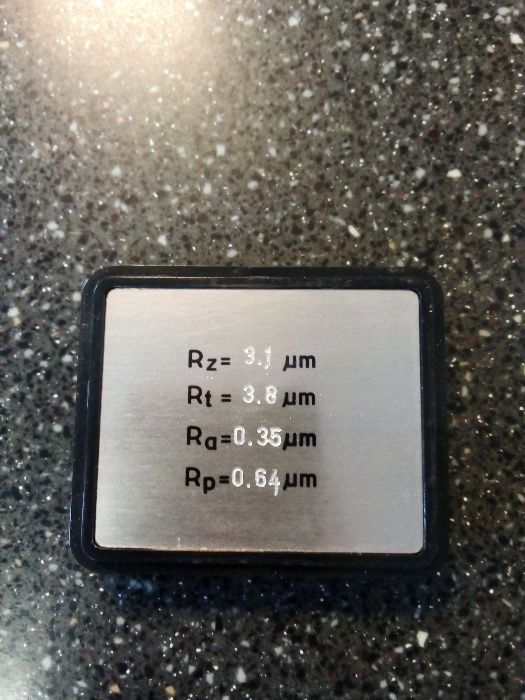 Rz= 3.1 µm
Rt = 3.8 µm
Ra=0.35µm
Rp=0.64µm